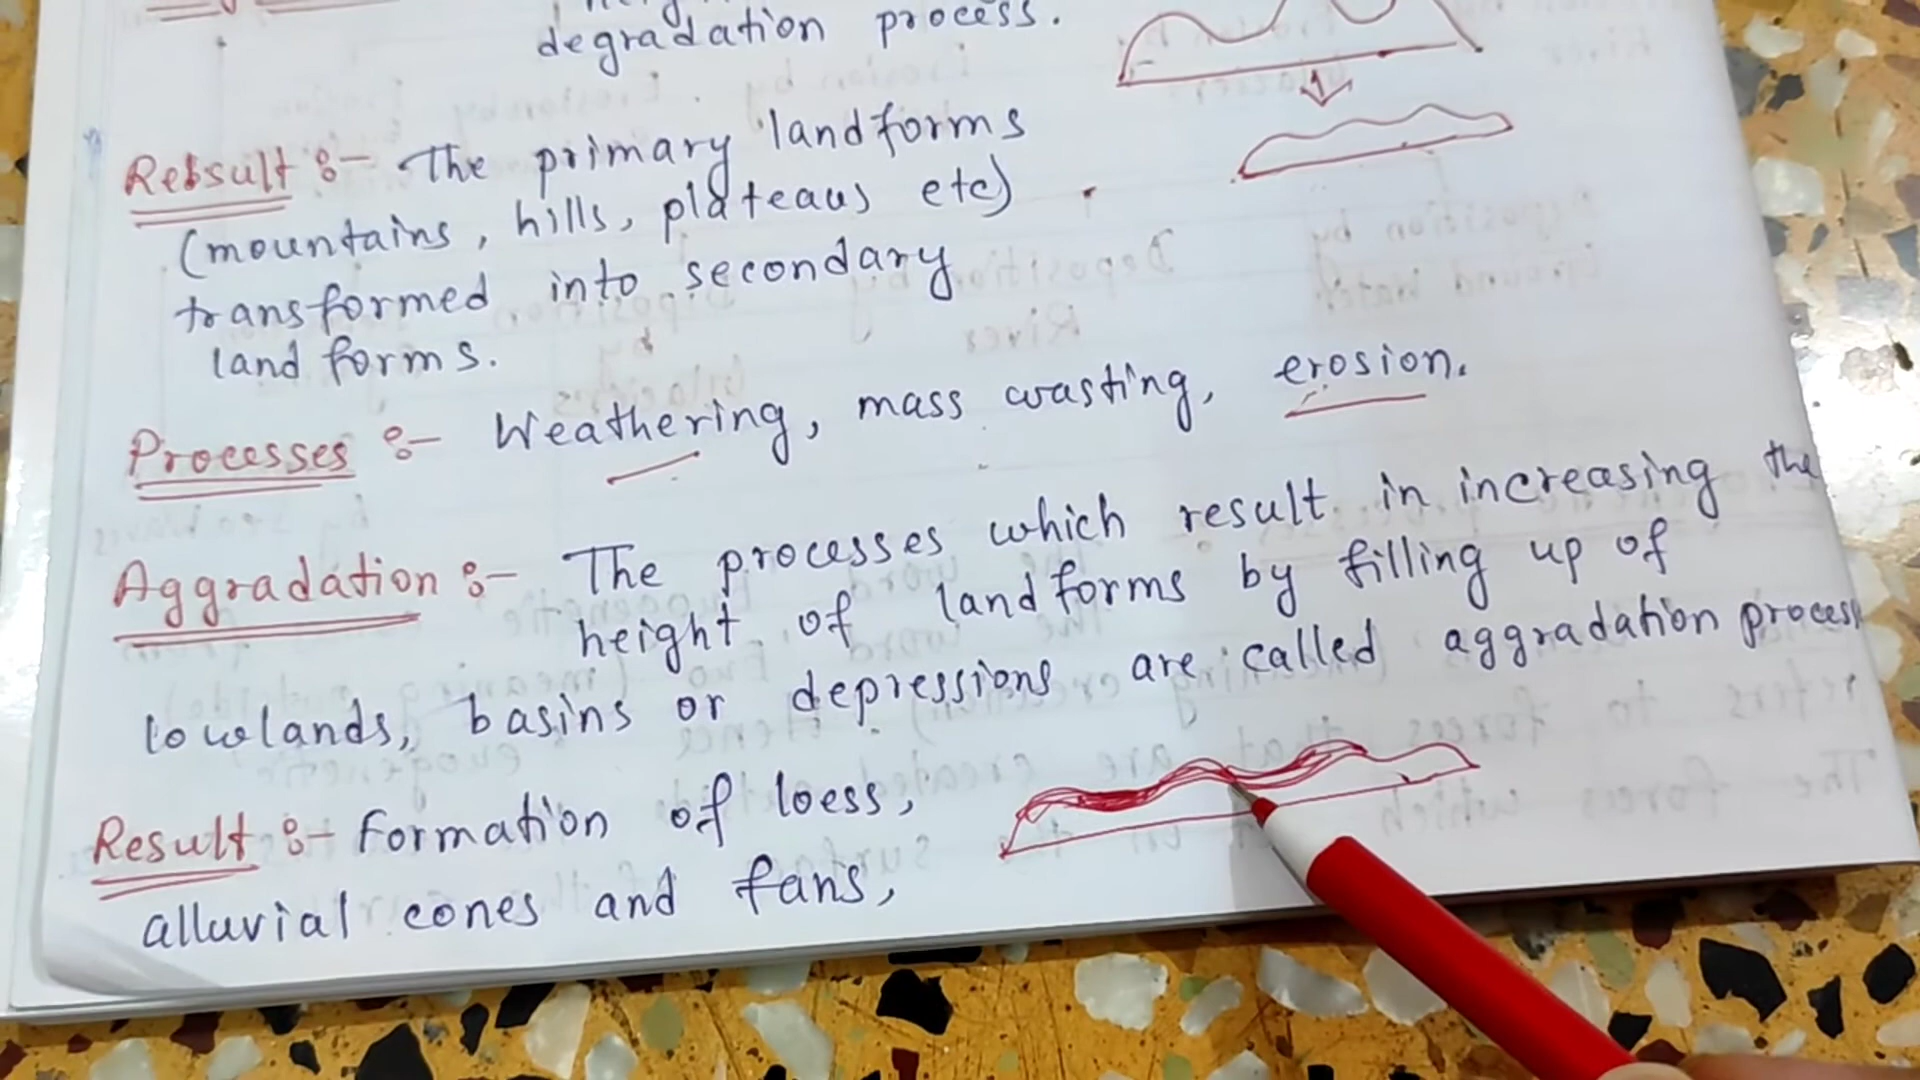 degradation process.
Rebsult :- The primary landforms
(mountains, hills, plateaus etc)
transformed into secondary
land forms.
Processes :- Weathering, mass wasting, erosion.
Aggradation :- The processes which result in increasing the
height of landforms by filling up of
lowlands, basins or depressions are called aggradation process
Result :- Formation of loess,
alluvial cones and fans,